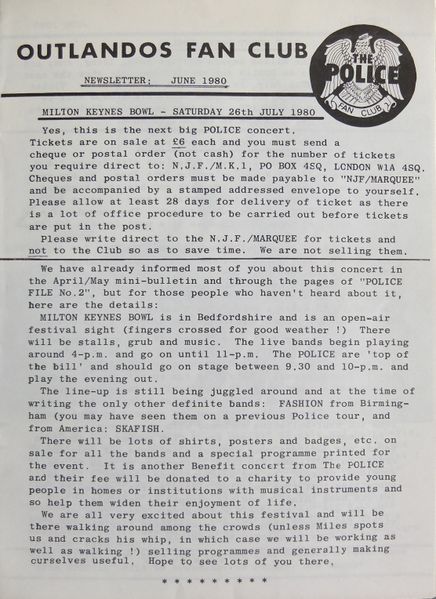 OUTLANDOS FAN CLUB
THE
POLICE
FAN CLUB
NEWSLETTER; JUNE 1980
MILTON KEYNES BOWL - SATURDAY 26th JULY 1980
Yes, this is the next big POLICE concert.
Tickets are on sale at £6 each and you must send a
cheque or postal order (not cash) for the number of tickets
you require direct to: N.J.F./M.K.1, PO BOX 4SQ, LONDON W1A 4SQ.
Cheques and postal orders must be made payable to "NJF/MARQUEE"
and be accompanied by a stamped addressed envelope to yourself.
Please allow at least 28 days for delivery of ticket as there
is a lot of office procedure to be carried out before tickets
are put in the post.
Please write direct to the N.J.F./MARQUEE for tickets and
not to the Club so as to save time. We are not selling them.
We have already informed most of you about this concert in
the April/May mini-bulletin and through the pages of "POLICE
FILE No.2", but for those people who haven't heard about it,
here are the details:
MILTON KEYNES BOWL is in Bedfordshire and is an open-air
festival sight (fingers crossed for good weather !) There
will be stalls, grub and music. The live bands begin playing
around 4-p.m. and go on until 11-p.m. The POLICE are 'top of
the bill' and should go on stage between 9.30 and 10-p.m. and
play the evening out.
The line-up is still being juggled around and at the time of
writing the only other definite bands: FASHION from Birming-
ham (you may have seen them on a previous Police tour, and
from America: SKAFISH.
There will be lots of shirts, posters and badges, etc. on
sale for all the bands and a special programme printed for
the event. It is another Benefit concert from The POLICE
and their fee will be donated to a charity to provide young
people in homes or institutions with musical instruments and
so help them widen their enjoyment of life.
We are all very excited about this festival and will be
there walking around among the crowds (unless Miles spots
us and cracks his whip, in which case we will be working as
well as walking !) selling programmes and generally making
ourselves useful. Hope to see lots of you there.
* * * * * * * * *